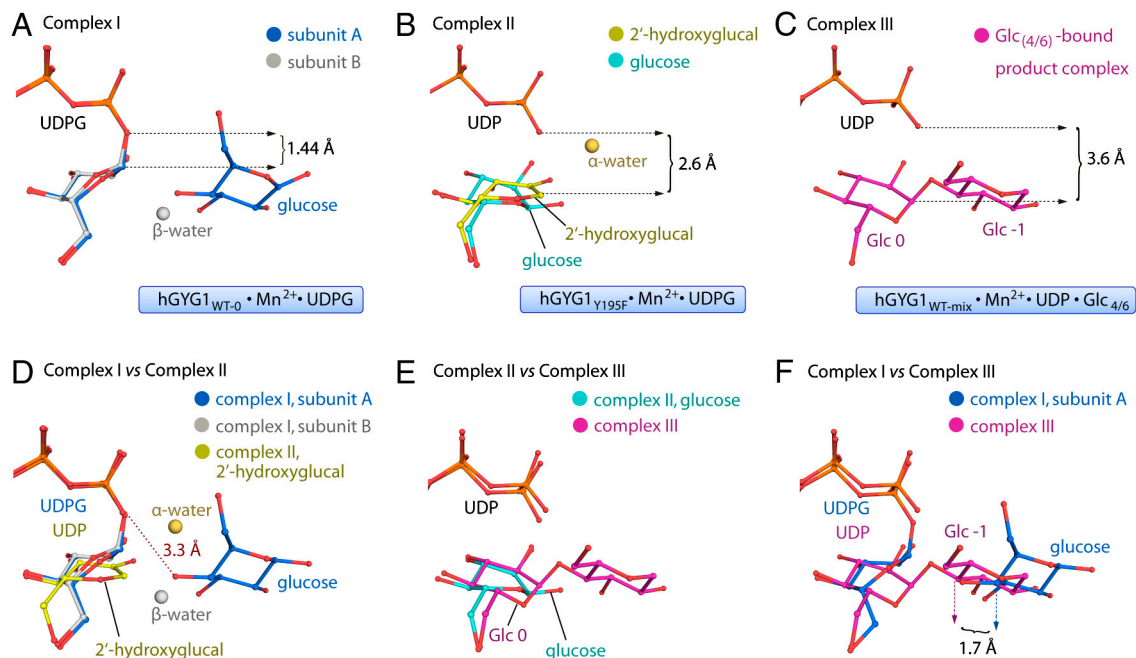 A Complex I
subunit A
subunit B
UDPG
1.44 Å
glucose
β-water
hGYG1WT-0 • Mn2+ • UDPG
B Complex II
2′-hydroxyglucal
glucose
UDP
α-water
2.6 Å
2′-hydroxyglucal
glucose
hGYG1Y195F • Mn2+ • UDPG
C Complex III
Glc(4/6)-bound
product complex
UDP
3.6 Å
Glc 0
Glc -1
hGYG1WT-mix • Mn2+ • UDP • Glc4/6
D Complex I vs Complex II
complex I, subunit A
complex I, subunit B
complex II,
2′-hydroxyglucal
UDPG
UDP
α-water
3.3 Å
glucose
β-water
2′-hydroxyglucal
E Complex II vs Complex III
complex II, glucose
complex III
UDP
Glc 0
glucose
F Complex I vs Complex III
complex I, subunit A
complex III
UDPG
UDP
Glc -1
glucose
1.7 Å